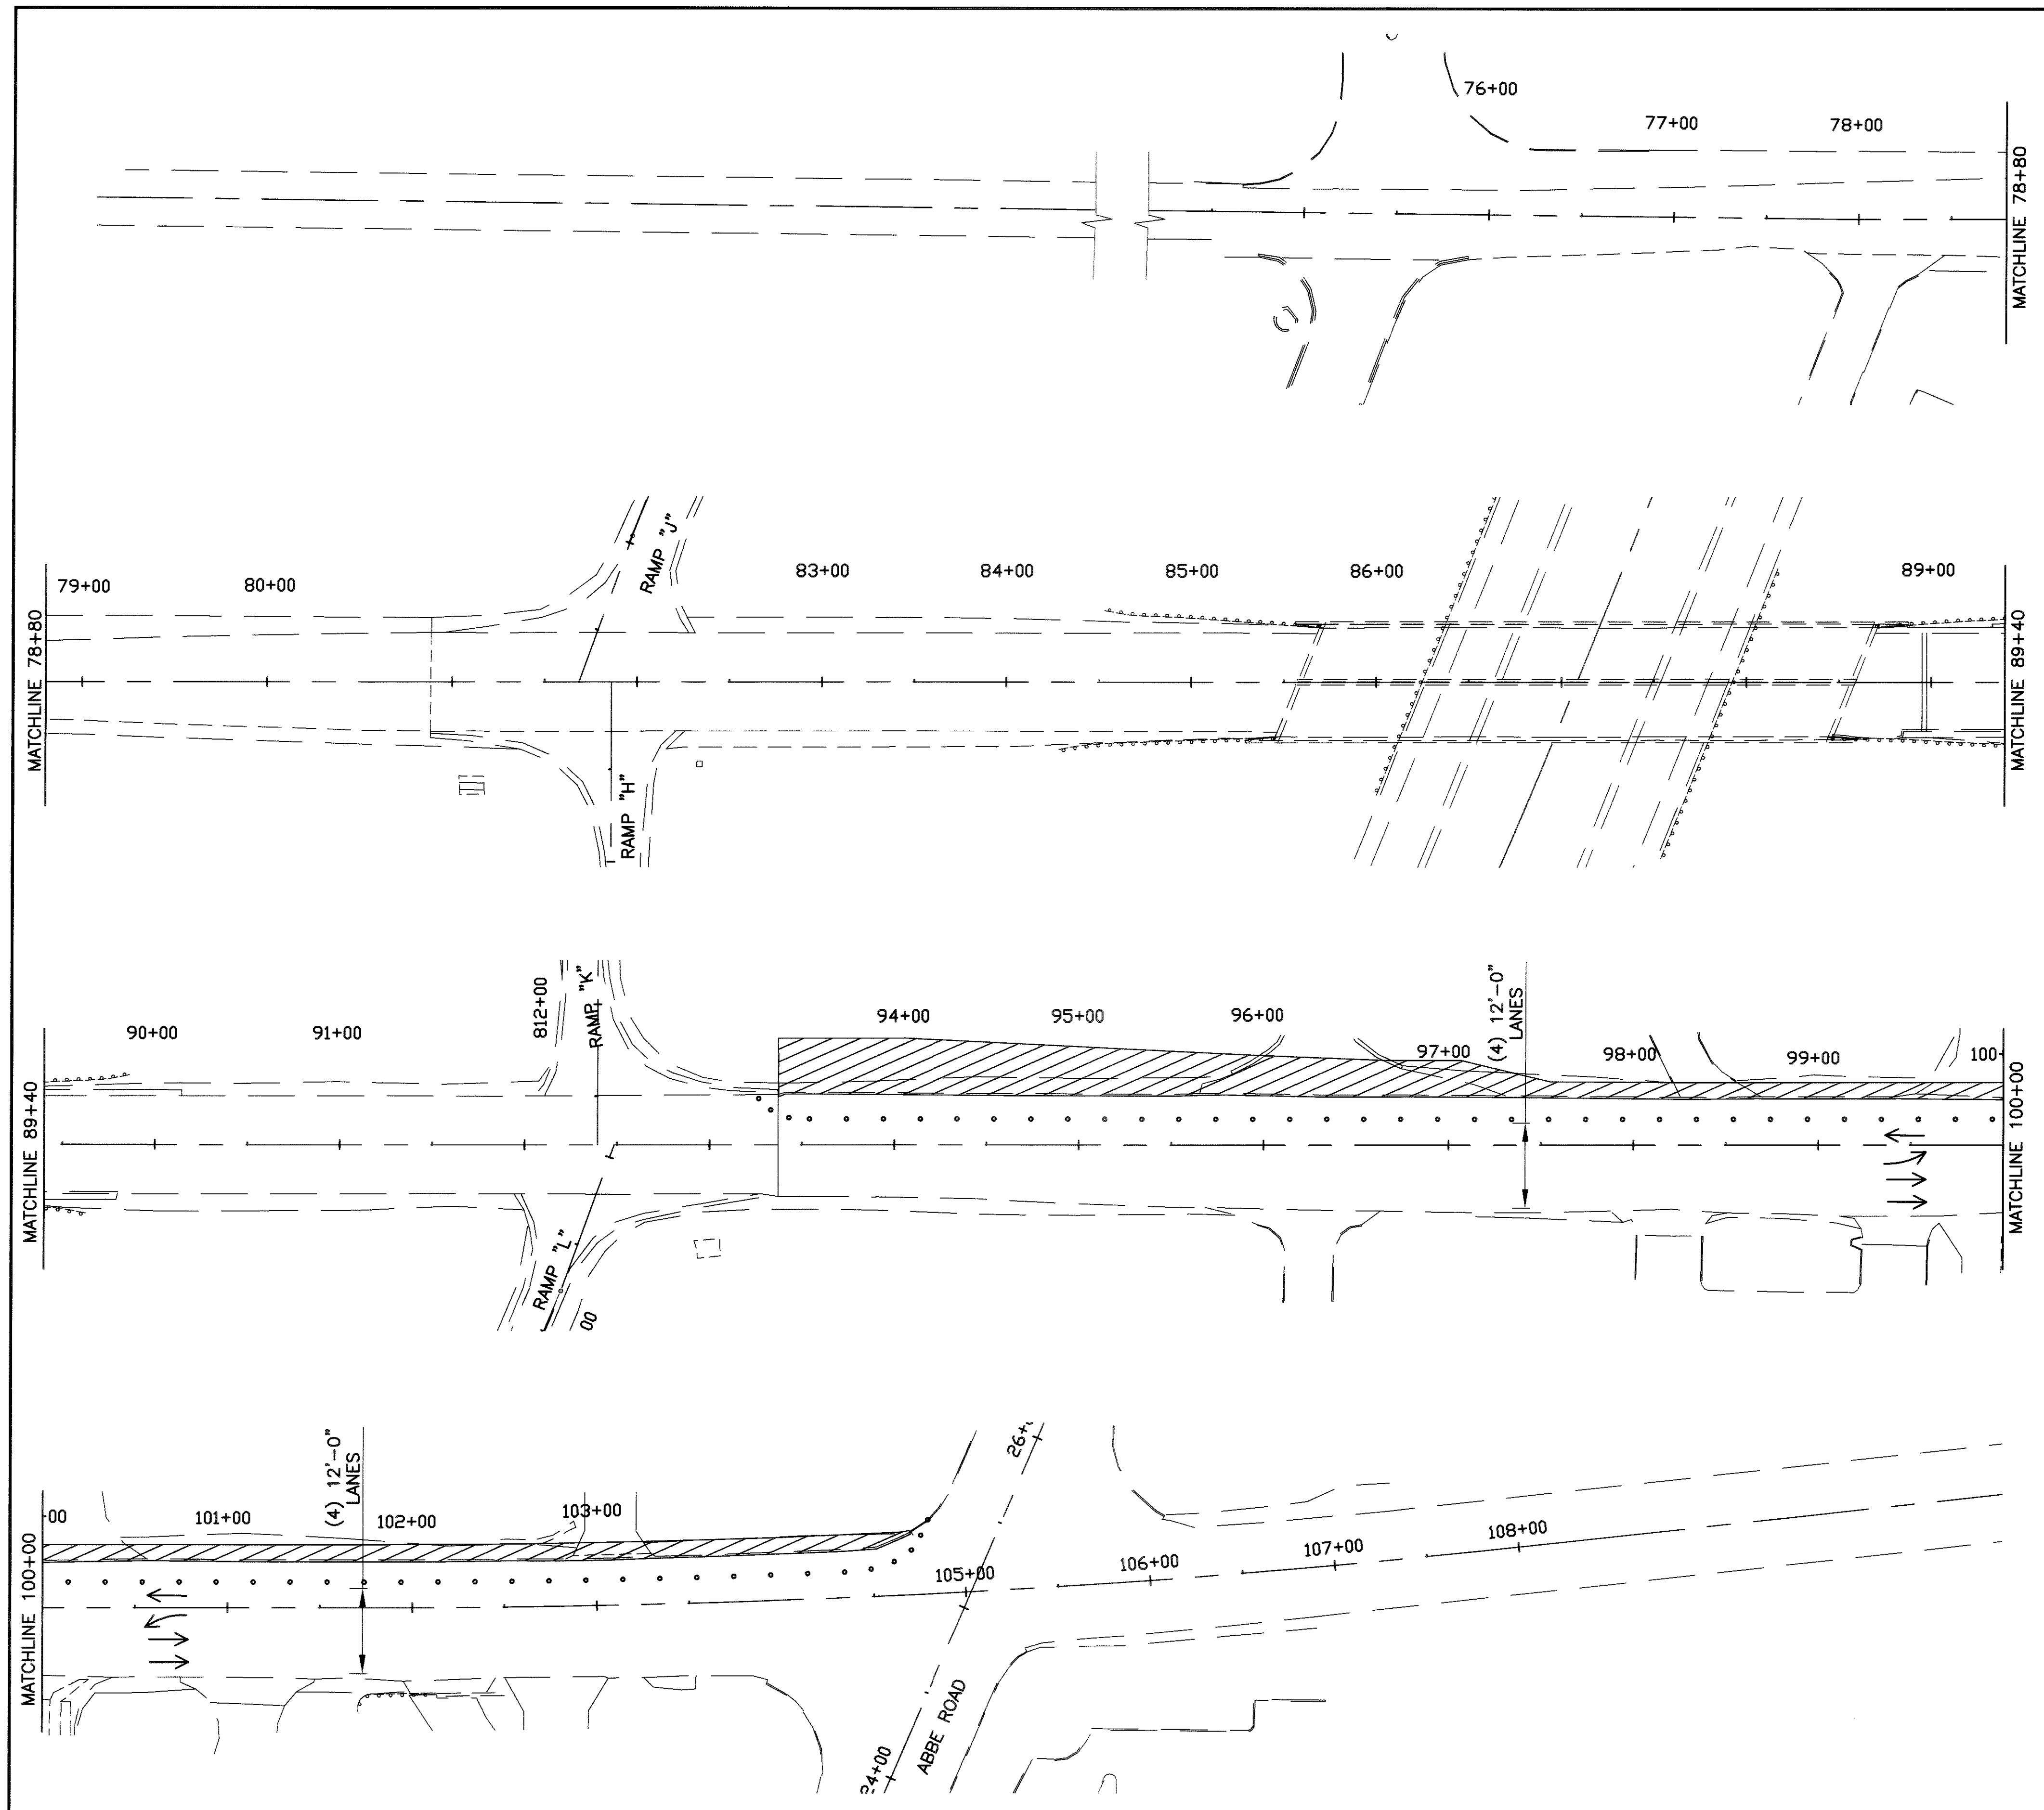 76+00
77+00
78+00
MATCHLINE 78+80
MATCHLINE 78+80
79+00
80+00
RAMP "J"
83+00
84+00
85+00
86+00
89+00
RAMP "H"
MATCHLINE 89+40
MATCHLINE 89+40
90+00
91+00
812+00
RAMP "K"
94+00
95+00
96+00
97+00
(4) 12'-0"
LANES
98+00
99+00
100+
RAMP "L"
00
MATCHLINE 100+00
MATCHLINE 100+00
+00
101+00
(4) 12'-0"
LANES
102+00
103+00
26+0
105+00
106+00
107+00
108+00
24+00
ABBE ROAD